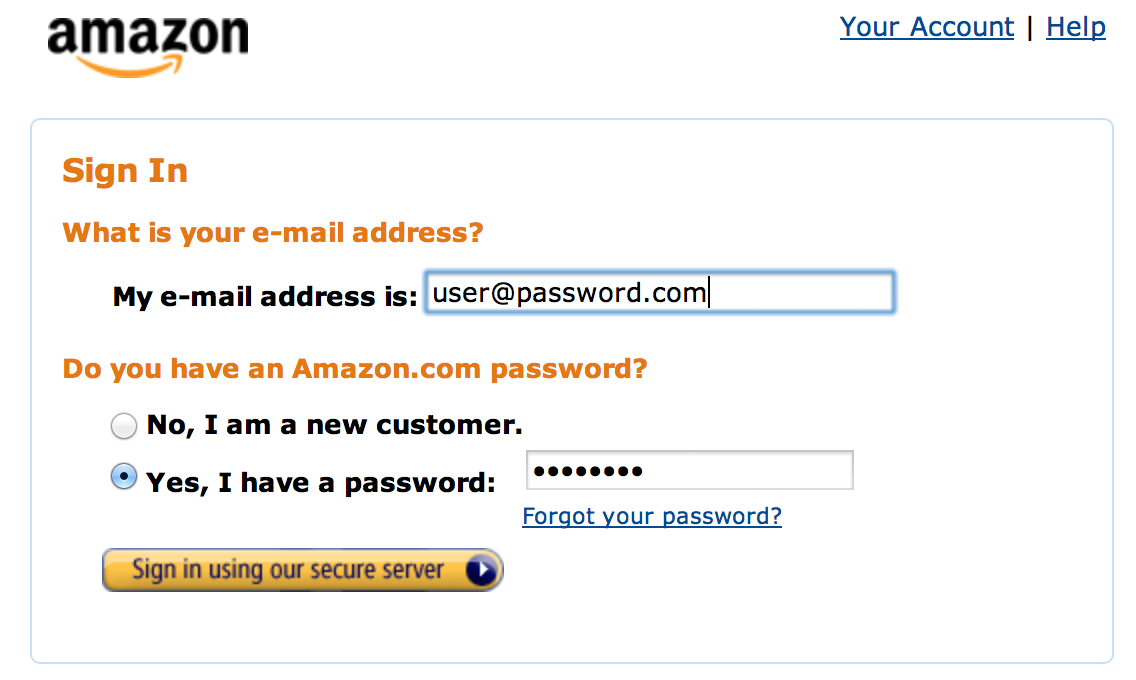 amazon
Your Account | Help
Sign In
What is your e-mail address?
My e-mail address is: user@password.com
Do you have an Amazon.com password?
No, I am a new customer.
Yes, I have a password: ••••••••
Forgot your password?
Sign in using our secure server